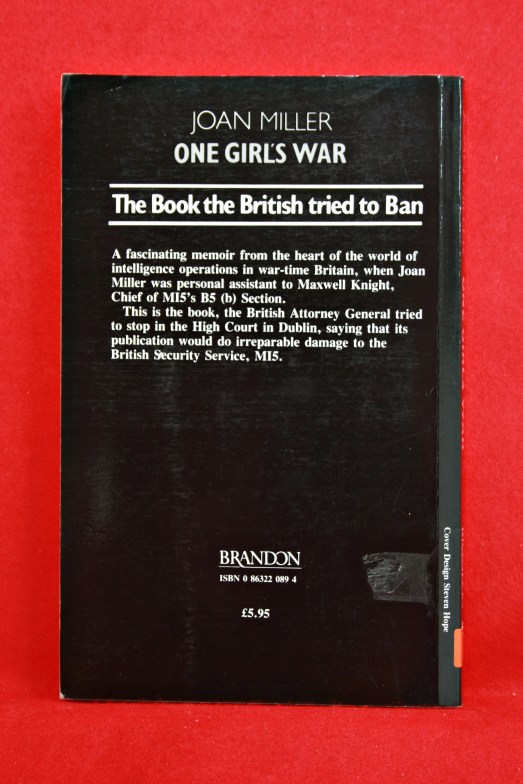 JOAN MILLER
ONE GIRL'S WAR
The Book the British tried to Ban
A fascinating memoir from the heart of the world of
intelligence operations in war-time Britain, when Joan
Miller was personal assistant to Maxwell Knight,
Chief of MI5's B5 (b) Section.
This is the book, the British Attorney General tried
to stop in the High Court in Dublin, saying that its
publication would do irreparable damage to the
British Security Service, MI5.
BRANDON
ISBN 0 86322 089 4
£5.95
Cover Design Steven Hope